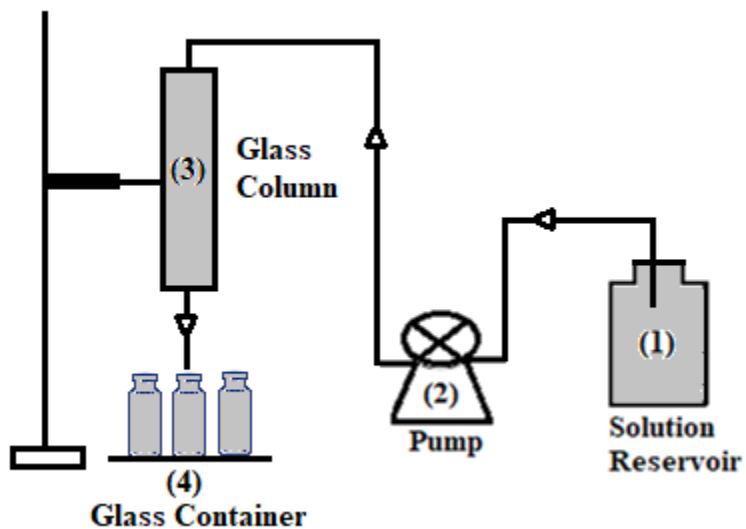 (3)
Glass
Column
(1)
(2)
Pump
Solution
Reservoir
(4)
Glass Container